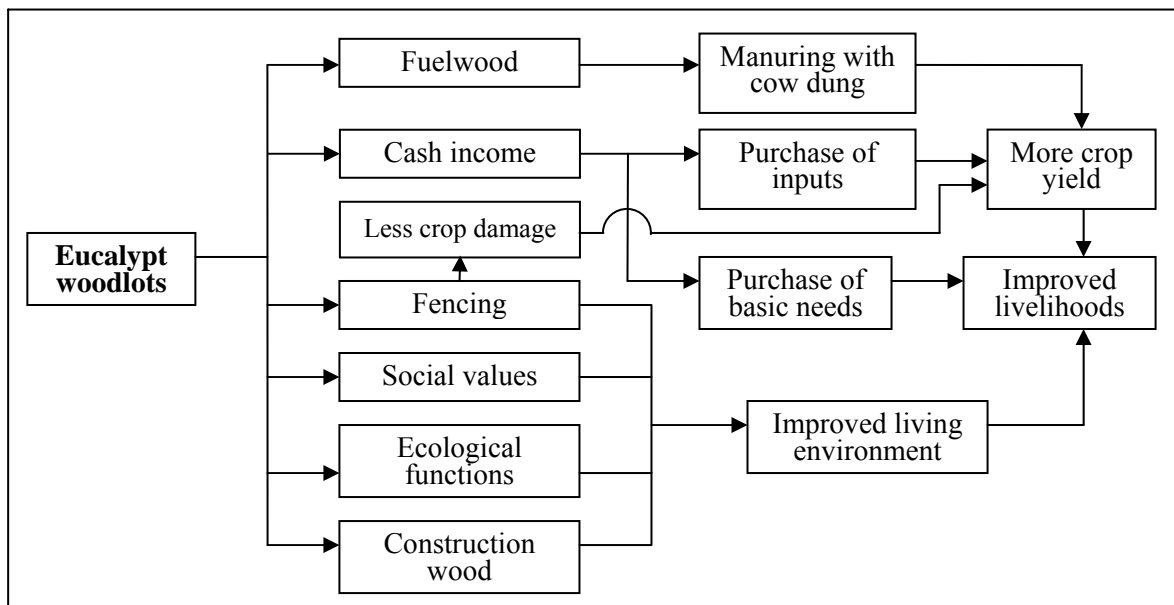 Fuelwood
Manuring with
cow dung
Cash income
Purchase of
inputs
More crop
yield
Less crop damage
Eucalypt
woodlots
Fencing
Purchase of
basic needs
Improved
livelihoods
Social values
Improved living
environment
Ecological
functions
Construction
wood